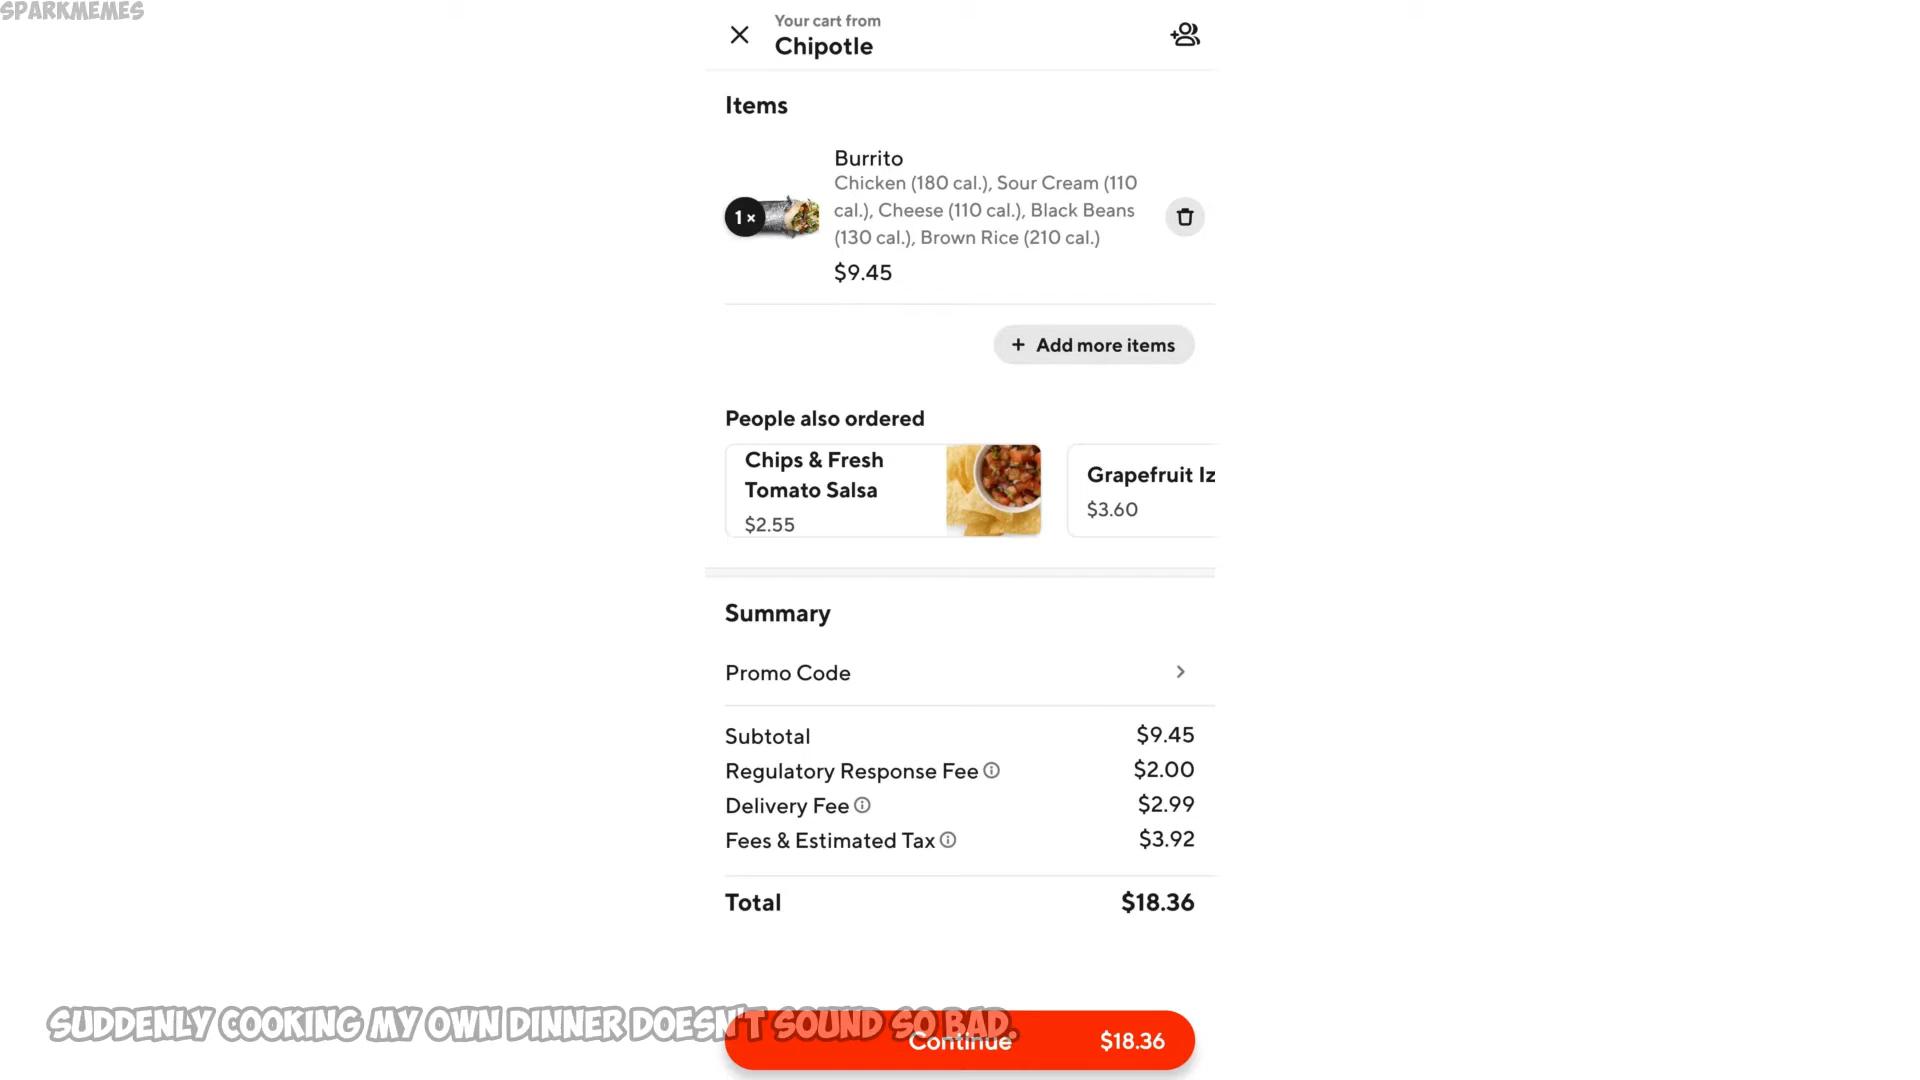 SPARKMEMES
Your cart from
Chipotle
Items
1 ×
Burrito
Chicken (180 cal.), Sour Cream (110
cal.), Cheese (110 cal.), Black Beans
(130 cal.), Brown Rice (210 cal.)
$9.45
+ Add more items
People also ordered
Chips & Fresh
Tomato Salsa
$2.55
Grapefruit Iz
$3.60
Summary
Promo Code
Subtotal $9.45
Regulatory Response Fee $2.00
Delivery Fee $2.99
Fees & Estimated Tax $3.92
Total $18.36
SUDDENLY COOKING MY OWN DINNER DOESN'T SOUND SO BAD.
Continue $18.36